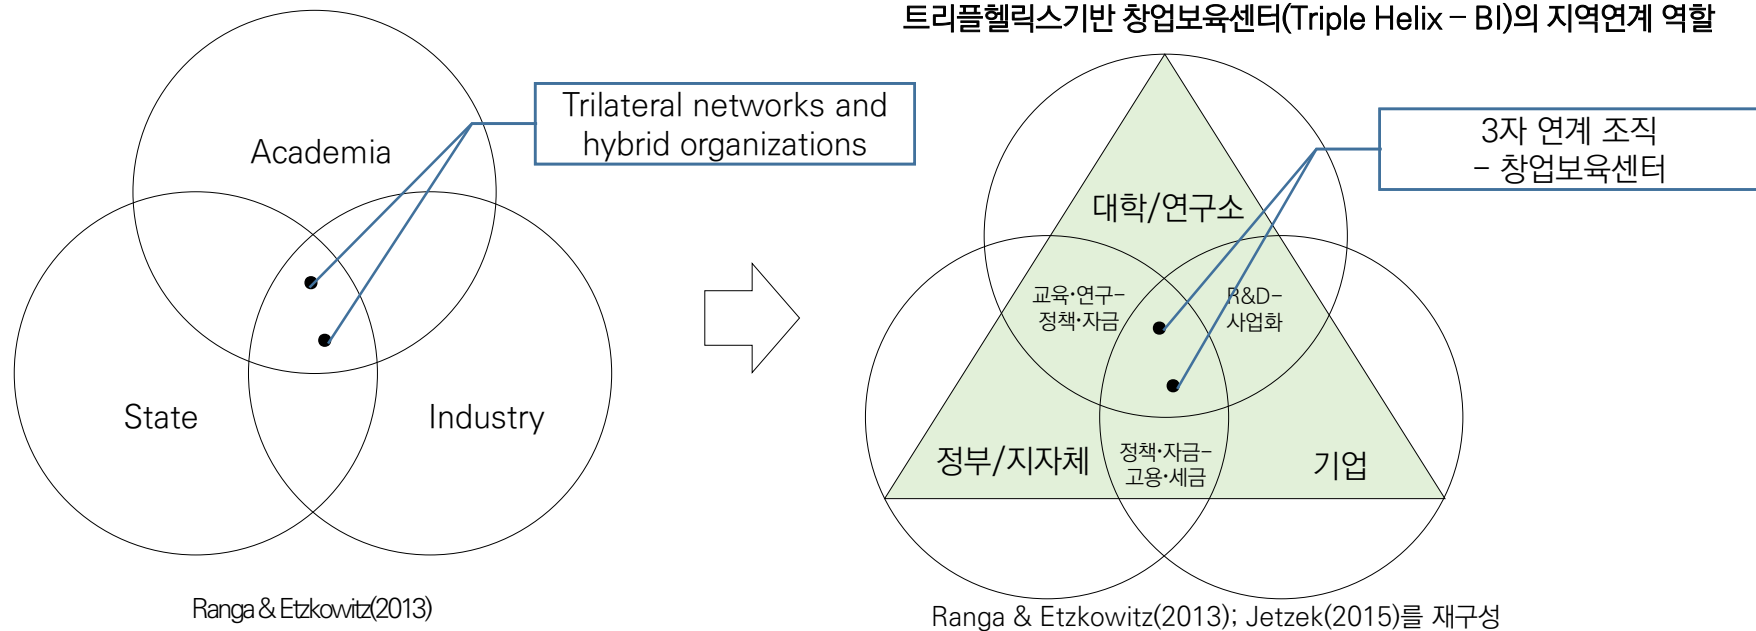 트리플헬릭스기반 창업보육센터(Triple Helix – BI)의 지역연계 역할
Trilateral networks and
hybrid organizations
Academia
State
Industry
Ranga & Etzkowitz(2013)
3자 연계 조직
- 창업보육센터
대학/연구소
교육·연구-
정책·자금
R&D-
사업화
정부/지자체
정책·자금-
고용·세금
기업
Ranga & Etzkowitz(2013); Jetzek(2015)를 재구성